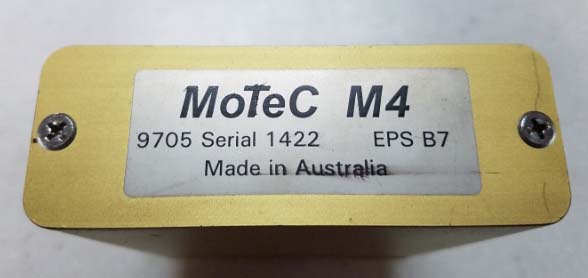 MoTeC M4
9705 Serial 1422 EPS B7
Made in Australia